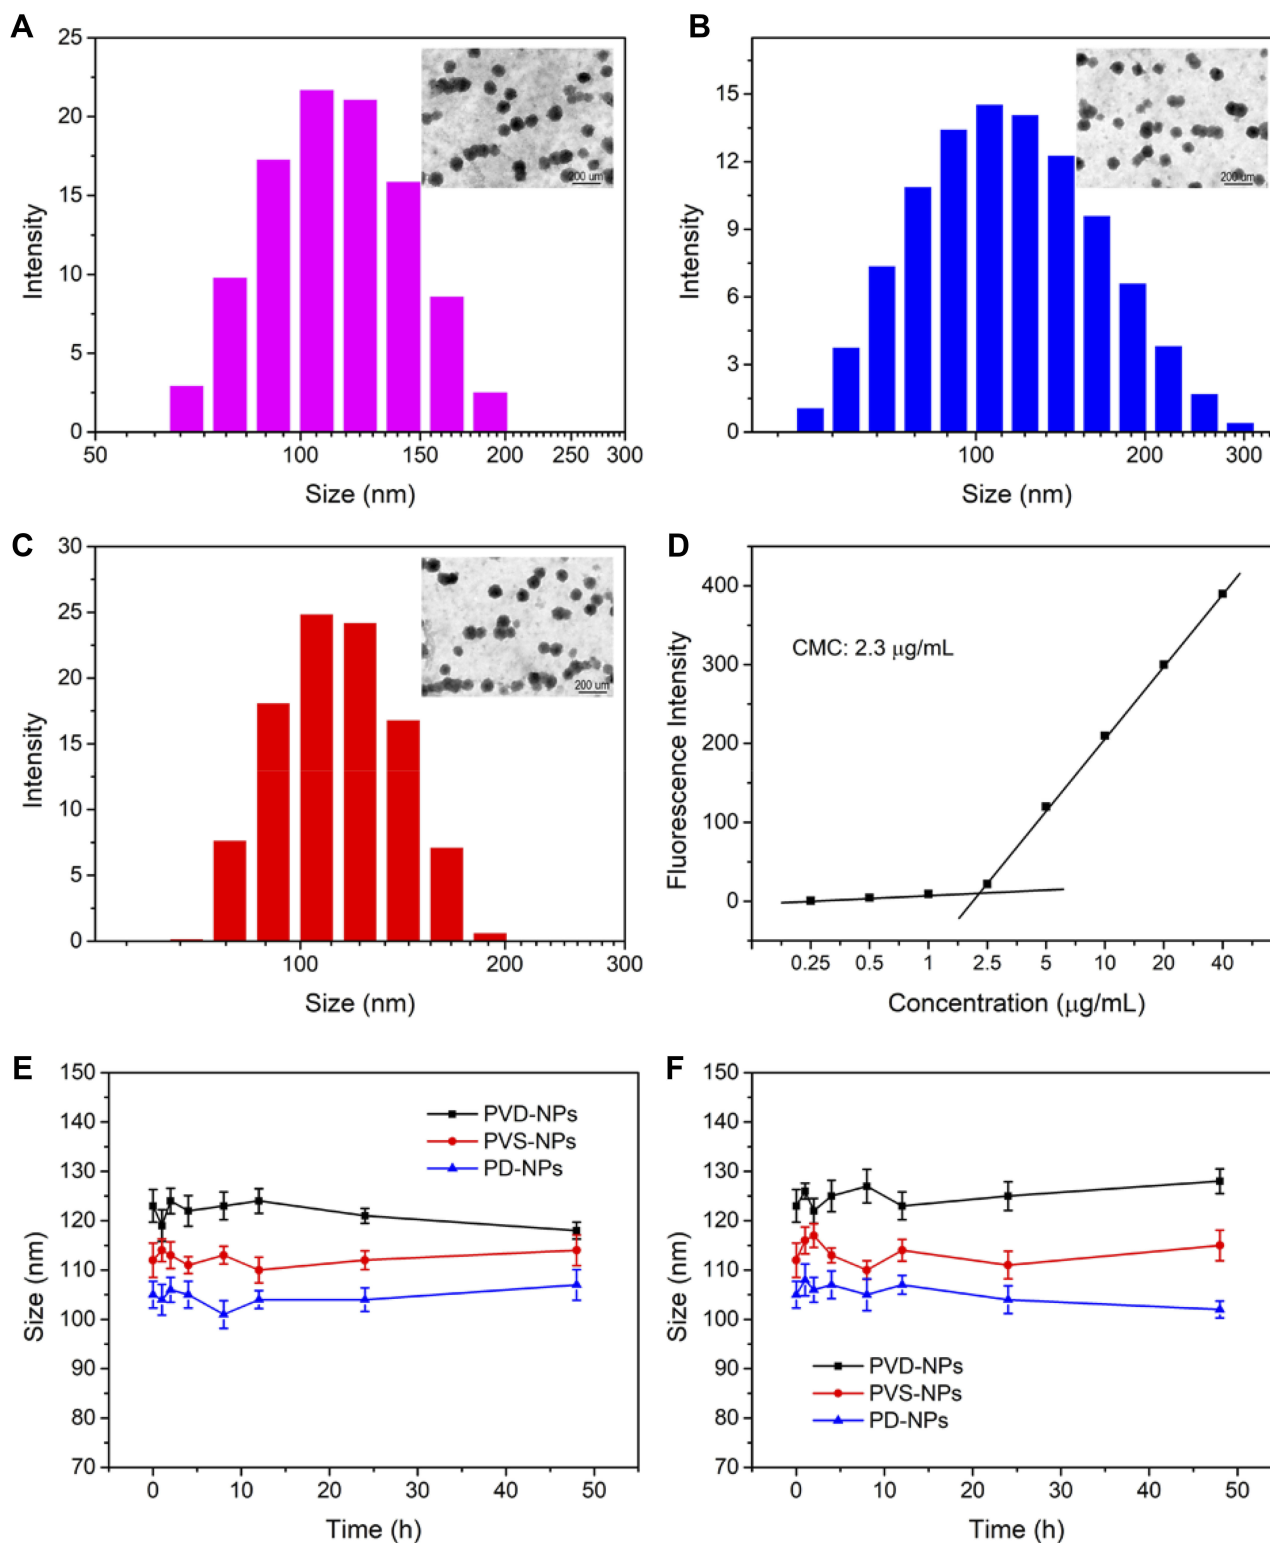 A
25
20
15
10
5
0
Intensity
200 um
50 100 150 200 250 300
Size (nm)
B
15
12
9
6
3
0
Intensity
200 um
100 200 300
Size (nm)
C
30
25
20
15
10
5
0
Intensity
200 um
100 200 300
Size (nm)
D
400
300
200
100
0
Fluorescence Intensity
CMC: 2.3 μg/mL
0.25 0.5 1 2.5 5 10 20 40
Concentration (μg/mL)
E
150
140
130
120
110
100
90
80
70
Size (nm)
PVD-NPs
PVS-NPs
PD-NPs
0 10 20 30 40 50
Time (h)
F
150
140
130
120
110
100
90
80
70
Size (nm)
PVD-NPs
PVS-NPs
PD-NPs
0 10 20 30 40 50
Time (h)